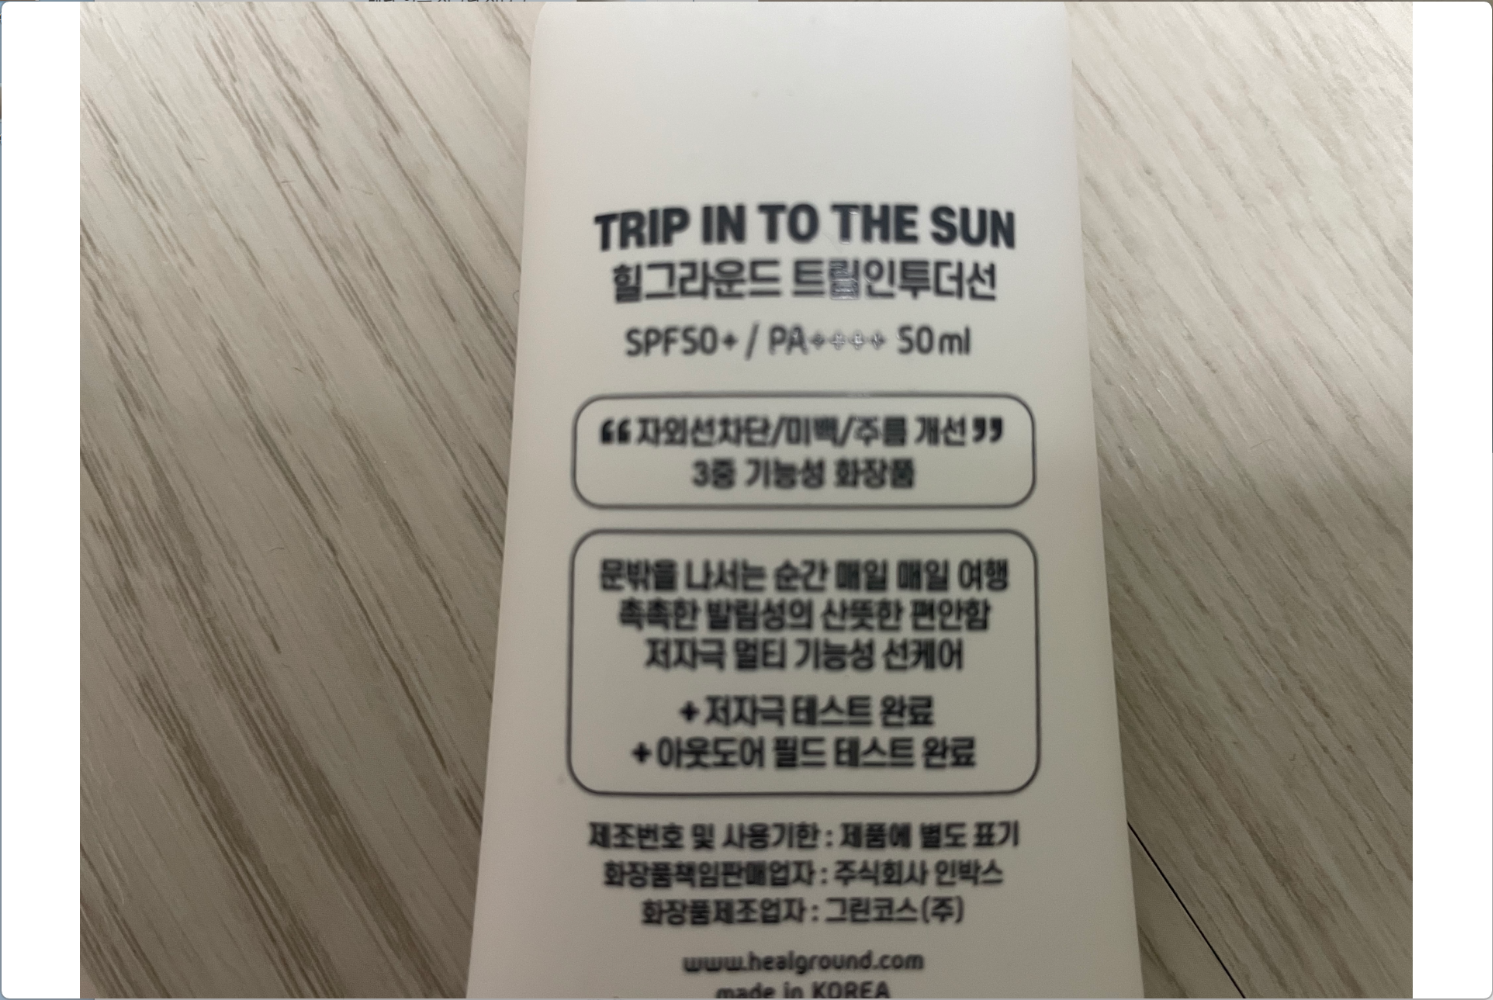 TRIP IN TO THE SUN
힐그라운드 트립인투더선
SPF50+ / PA++++ 50ml
“자외선차단/미백/주름 개선”
3중 기능성 화장품
문밖을 나서는 순간 매일 매일 여행
촉촉한 발림성의 산뜻한 편안함
저자극 멀티 기능성 선케어
+ 저자극 테스트 완료
+ 아웃도어 필드 테스트 완료
제조번호 및 사용기한 : 제품에 별도 표기
화장품책임판매업자 : 주식회사 인박스
화장품제조업자 : 그린코스(주)
www.healground.com
made in KOREA